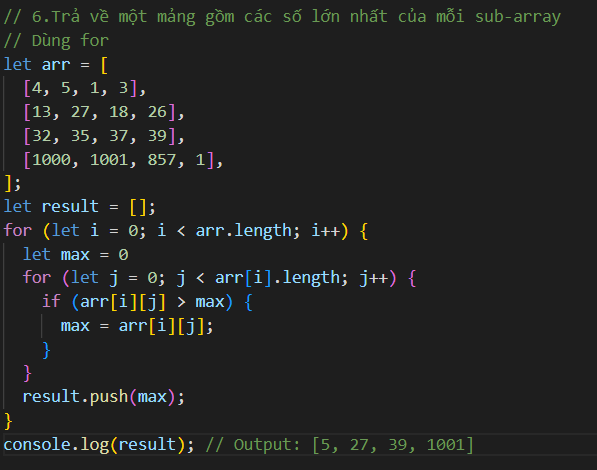 // 6.Trả về một mảng gồm các số lớn nhất của mỗi sub-array
// Dùng for
let arr = [
  [4, 5, 1, 3],
  [13, 27, 18, 26],
  [32, 35, 37, 39],
  [1000, 1001, 857, 1],
];
let result = [];
for (let i = 0; i < arr.length; i++) {
  let max = 0
  for (let j = 0; j < arr[i].length; j++) {
    if (arr[i][j] > max) {
      max = arr[i][j];
    }
  }
  result.push(max);
}
console.log(result); // Output: [5, 27, 39, 1001]